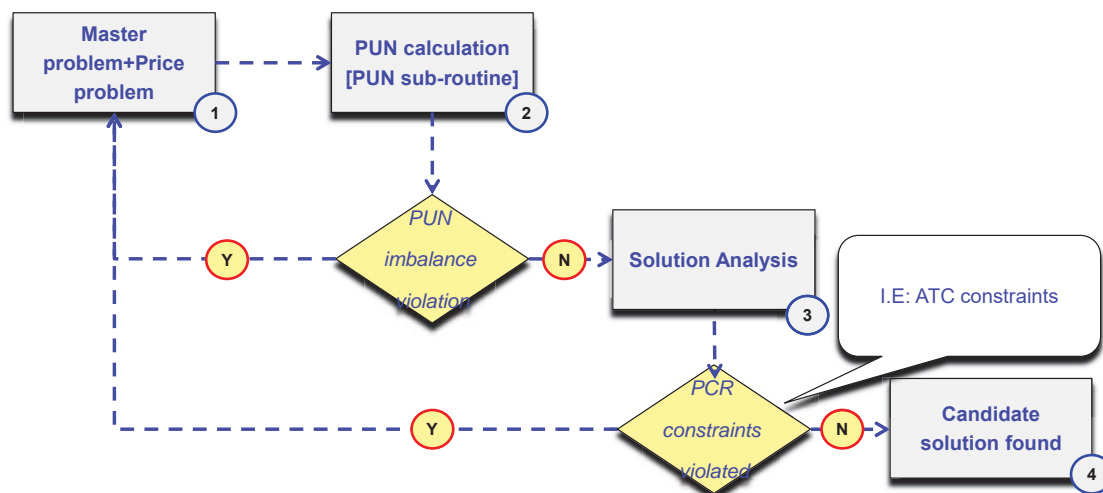 Master
problem+Price
problem
1
PUN calculation
[PUN sub-routine]
2
PUN
imbalance
violation
Y
N
Solution Analysis
3
I.E: ATC constraints
PCR
constraints
violated
Y
N
Candidate
solution found
4